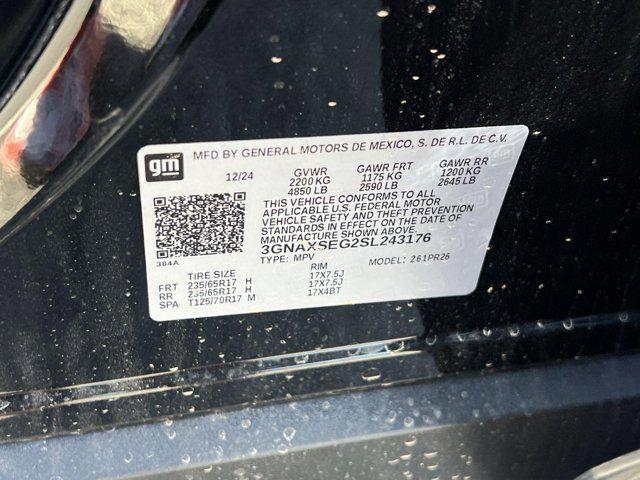 gm
MFD BY GENERAL MOTORS DE MEXICO, S. DE R.L. DE C.V.
12/24 GVWR GAWR FRT GAWR RR
2200 KG 1175 KG 1200 KG
4850 LB 2590 LB 2645 LB
THIS VEHICLE CONFORMS TO ALL
APPLICABLE U.S. FEDERAL MOTOR
VEHICLE SAFETY AND THEFT PREVENTION
STANDARDS IN EFFECT ON THE DATE OF
MANUFACTURE SHOWN ABOVE.
3GNAXSEG2SL243176
384A TYPE: MPV MODEL: 261PR26
TIRE SIZE RIM
FRT 235/65R17 H 17X7.5J
RR 235/65R17 H 17X7.5J
SPA T125/70R17 M 17X4BT